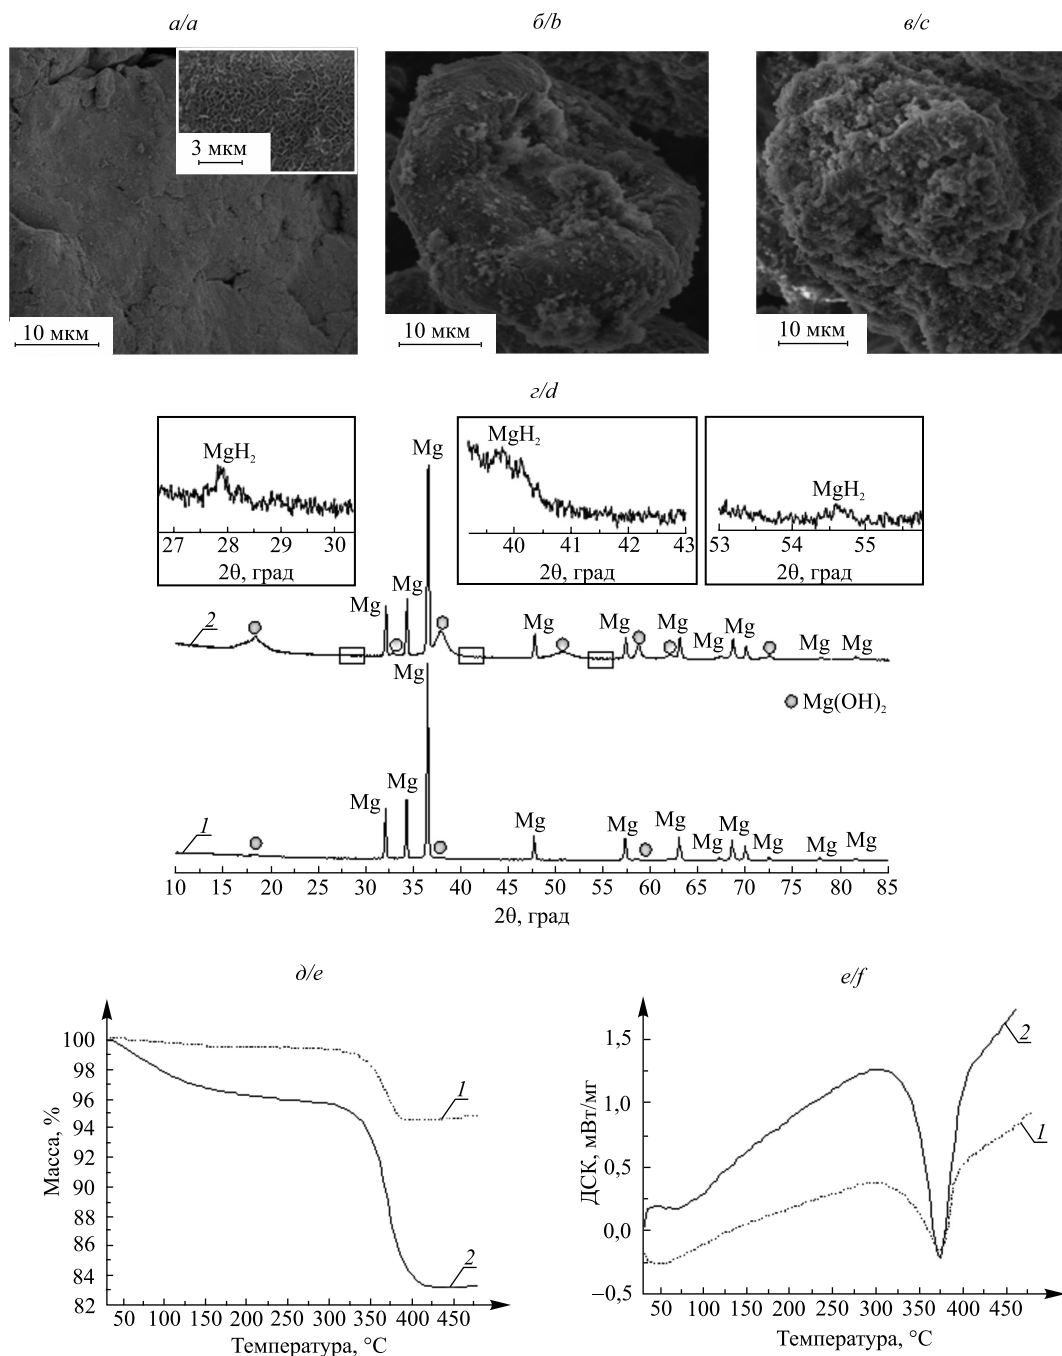 а/a
б/b
в/c
3 мкм
10 мкм
10 мкм
10 мкм
г/d
MgH₂
27 28 29 30
2θ, град
MgH₂
40 41 42 43
2θ, град
MgH₂
53 54 55
2θ, град
Mg
Mg
Mg
2
Mg
Mg
Mg
Mg
Mg
Mg
Mg
Mg
Mg(OH)₂
Mg
Mg
1
Mg
Mg
Mg
Mg
Mg
Mg
Mg
Mg
10 15 20 25 30 35 40 45 50 55 60 65 70 75 80 85
2θ, град
д/e
100
98
96
94
92
90
88
86
84
82
Масса, %
1
2
50 100 150 200 250 300 350 400 450
Температура, °C
е/f
1,5
1,0
0,5
0,0
–0,5
ДСК, мВт/мг
2
1
50 100 150 200 250 300 350 400 450
Температура, °C